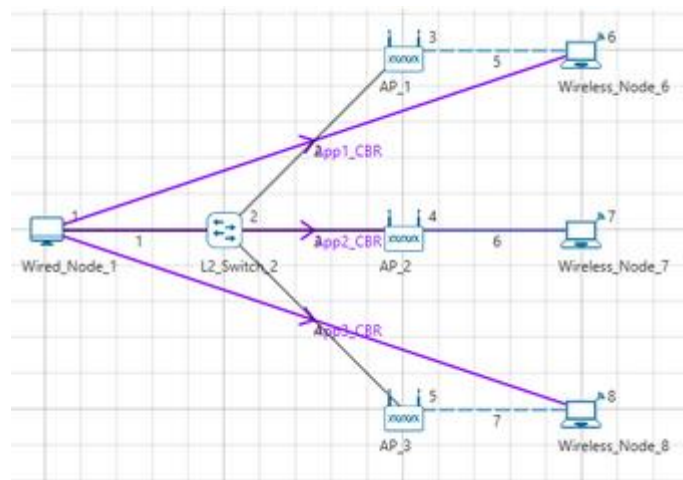 3
6
5
AP_1
Wireless_Node_6
App1_CBR
1
2
4
7
1
App2_CBR
6
Wired_Node_1
L2_Switch_2
AP_2
Wireless_Node_7
App3_CBR
5
8
7
AP_3
Wireless_Node_8